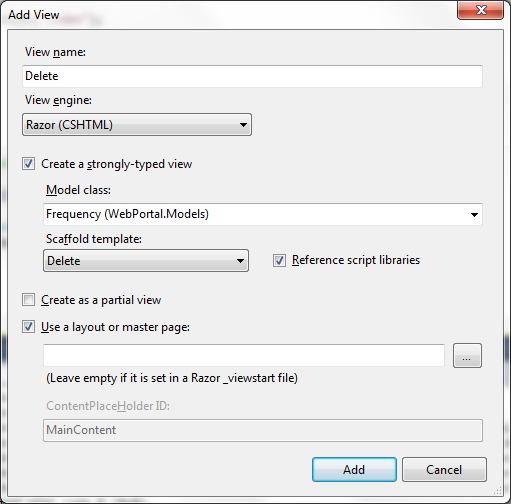 Add View
View name:
Delete
View engine:
Razor (CSHTML)
Create a strongly-typed view
Model class:
Frequency (WebPortal.Models)
Scaffold template:
Delete
Reference script libraries
Create as a partial view
Use a layout or master page:
...
(Leave empty if it is set in a Razor _viewstart file)
ContentPlaceHolder ID:
MainContent
Add Cancel